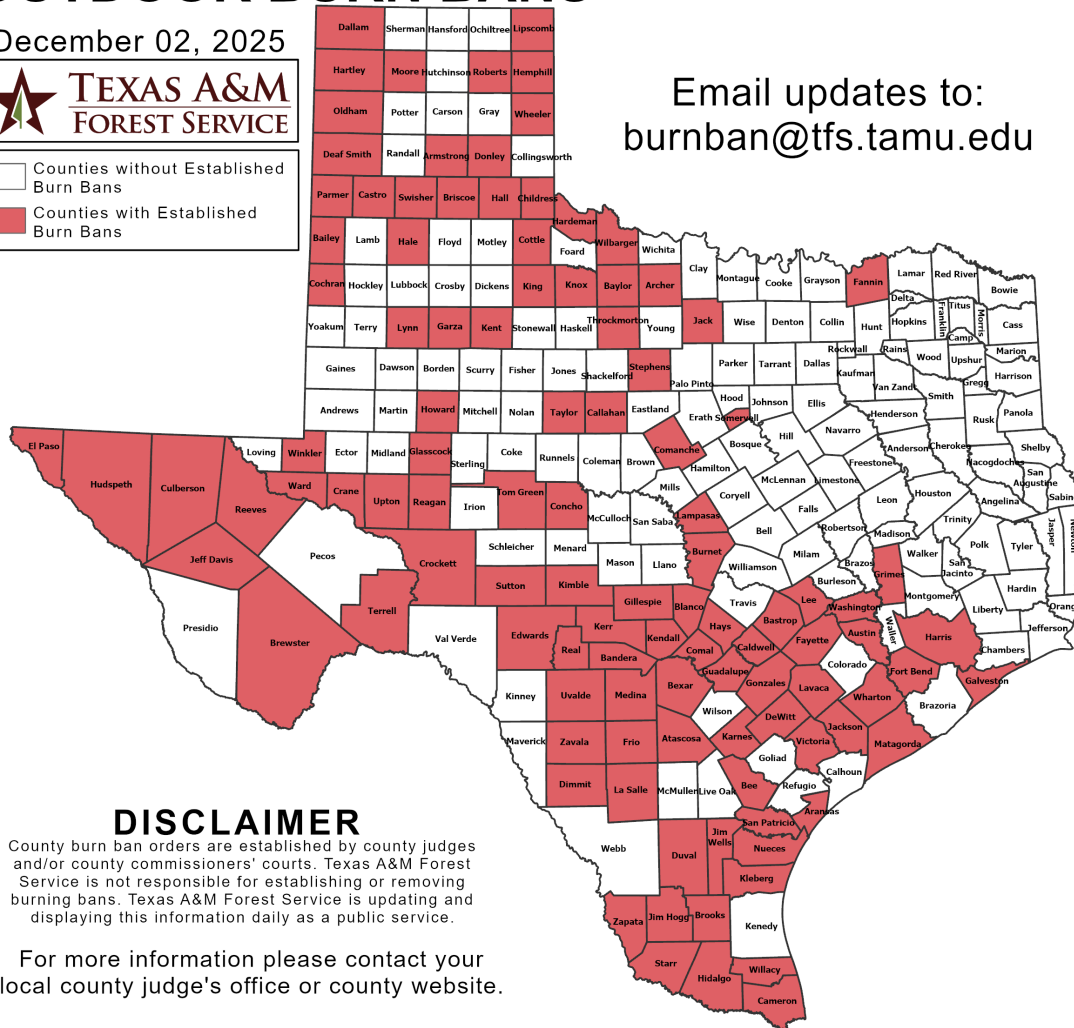 December 02, 2025
TEXAS A&M
FOREST SERVICE
Counties without Established
Burn Bans
Counties with Established
Burn Bans
Email updates to:
burnban@tfs.tamu.edu
Dallam Sherman Hansford Ochiltree Lipscomb
Hartley Moore Hutchinson Roberts Hemphill
Oldham Potter Carson Gray Wheeler
Deaf Smith Randall Armstrong Donley Collingsworth
Parmer Castro Swisher Briscoe Hall Childress
Hardeman
Bailey Lamb Hale Floyd Motley Cottle Foard Wilbarger Wichita
Clay Montague Cooke Grayson Fannin Lamar Red River Bowie
Cochran Hockley Lubbock Crosby Dickens King Knox Baylor Archer
Delta Titus Franklin Morris
Yoakum Terry Lynn Garza Kent Stonewall Haskell Throckmorton Young Jack Wise Denton Collin Hunt Hopkins Cass
Camp
Rockwall Rains Wood Upshur Marion
Gaines Dawson Borden Scurry Fisher Jones Shackelford Stephens Palo Pinto Parker Tarrant Dallas Kaufman Van Zandt Gregg Harrison
Smith
Andrews Martin Howard Mitchell Nolan Taylor Callahan Eastland Erath Hood Somervell Johnson Ellis Henderson Rusk Panola
El Paso Loving Winkler Ector Midland Glasscock Sterling Coke Runnels Coleman Brown Comanche Bosque Hill Navarro Anderson Cherokee Shelby
Hamilton Freestone Nacogdoches
Hudspeth Culberson Reeves Ward Crane Upton Reagan Irion Tom Green Concho McCulloch San Saba Mills Coryell McLennan Limestone Leon Houston Angelina San
Augustine
Lampasas Bell Falls Robertson Madison Trinity Jasper
Jeff Davis Pecos Crockett Schleicher Menard Mason Llano Burnet Williamson Milam Brazos Grimes Walker San
Jacinto Polk Tyler
Burleson Montgomery Hardin
Presidio Brewster Terrell Val Verde Sutton Kimble Gillespie Blanco Travis Lee Washington Waller Liberty
Edwards Kerr Kendall Hays Bastrop Fayette Austin Harris Jefferson
Real Bandera Comal Caldwell Colorado Chambers
Kinney Uvalde Medina Bexar Guadalupe Gonzales Lavaca Wharton Fort Bend Galveston
Wilson Brazoria
Maverick Zavala Frio Atascosa Karnes DeWitt Victoria Jackson Matagorda
Goliad Calhoun
Dimmit La Salle McMullen Live Oak Bee Refugio
Aransas
San Patricio
Webb Duval Jim
Wells Nueces
Kleberg
Zapata Jim Hogg Brooks Kenedy
Starr Hidalgo Willacy
Cameron
DISCLAIMER
County burn ban orders are established by county judges
and/or county commissioners' courts. Texas A&M Forest
Service is not responsible for establishing or removing
burning bans. Texas A&M Forest Service is updating and
displaying this information daily as a public service.
For more information please contact your
local county judge's office or county website.